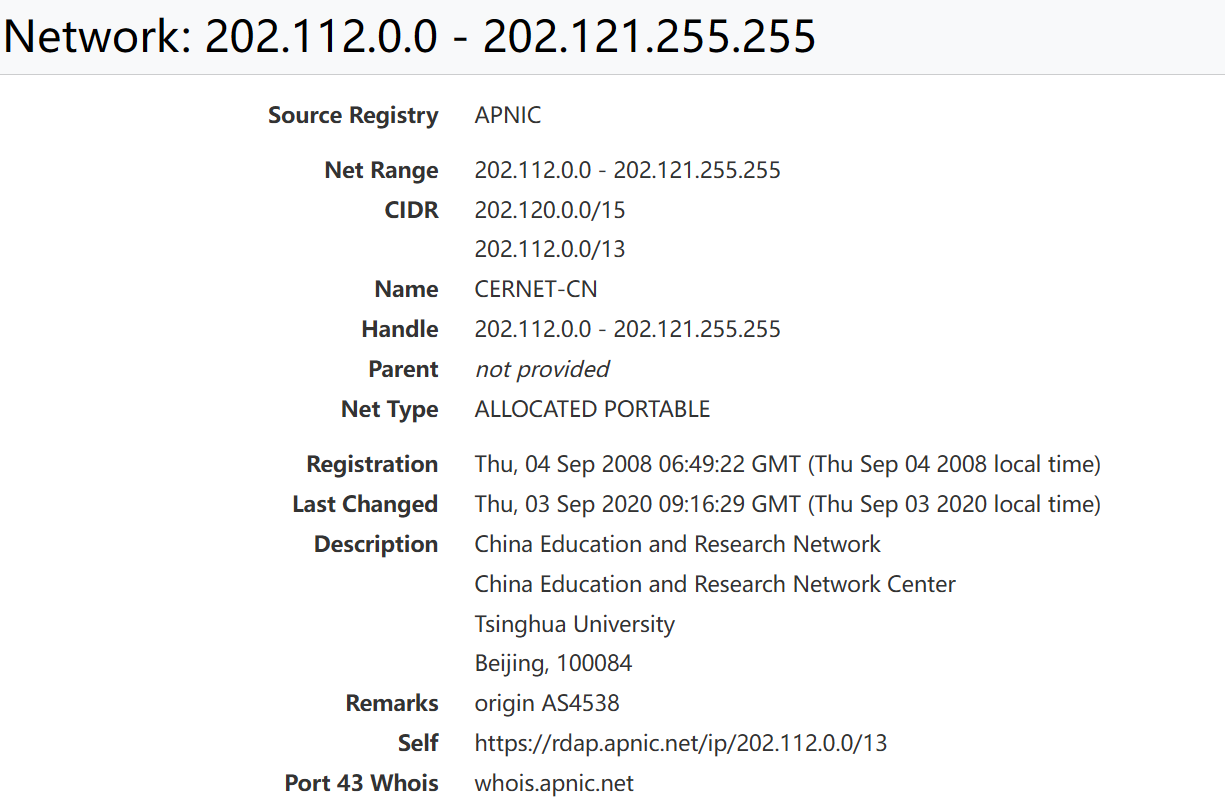 Network: 202.112.0.0 - 202.121.255.255
Source Registry APNIC
Net Range 202.112.0.0 - 202.121.255.255
CIDR 202.120.0.0/15
202.112.0.0/13
Name CERNET-CN
Handle 202.112.0.0 - 202.121.255.255
Parent not provided
Net Type ALLOCATED PORTABLE
Registration Thu, 04 Sep 2008 06:49:22 GMT (Thu Sep 04 2008 local time)
Last Changed Thu, 03 Sep 2020 09:16:29 GMT (Thu Sep 03 2020 local time)
Description China Education and Research Network
China Education and Research Network Center
Tsinghua University
Beijing, 100084
Remarks origin AS4538
Self https://rdap.apnic.net/ip/202.112.0.0/13
Port 43 Whois whois.apnic.net